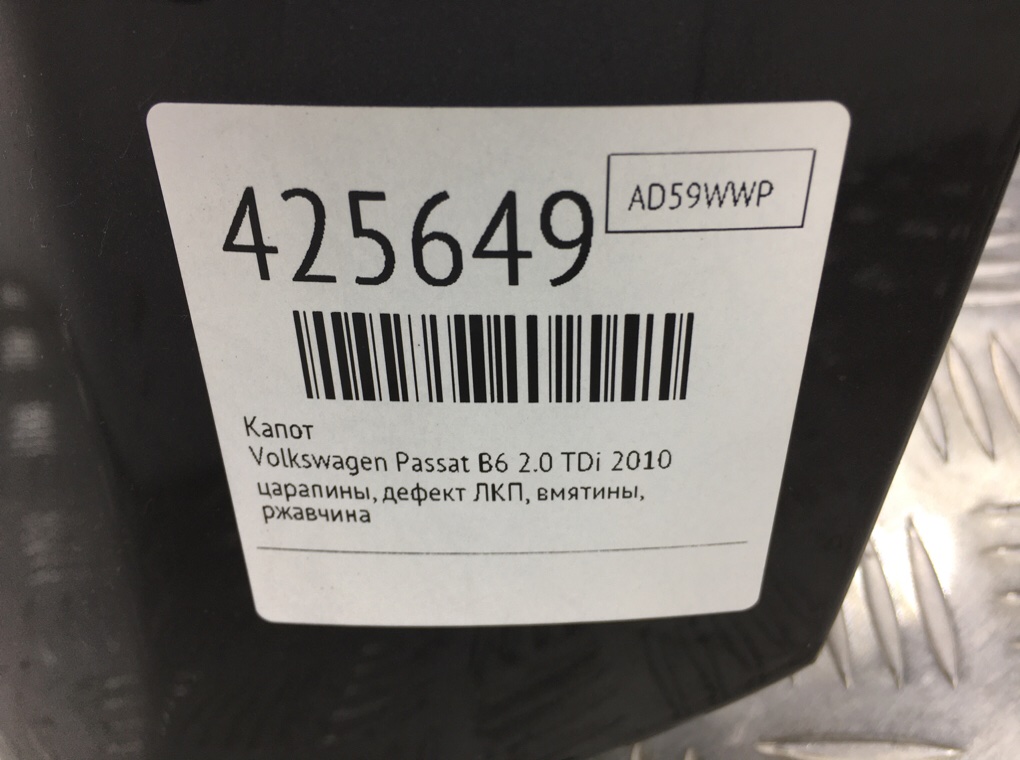 425649
AD59WWP
Капот
Volkswagen Passat B6 2.0 TDi 2010
царапины, дефект ЛКП, вмятины,
ржавчина